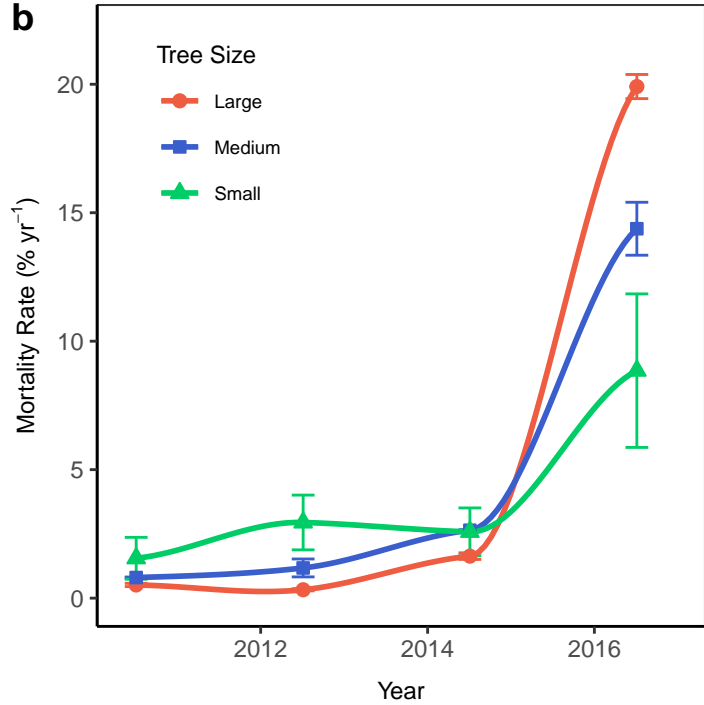 b
Tree Size
Large
Medium
Small
Mortality Rate (% yr⁻¹)
20
15
10
5
0
2012 2014 2016
Year